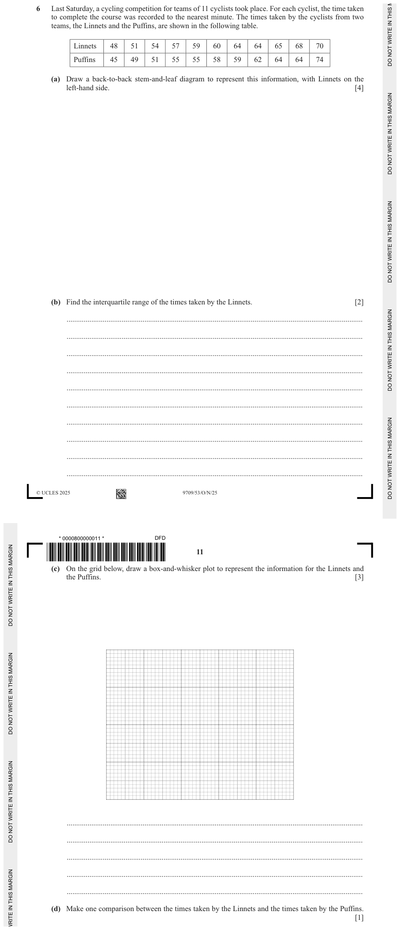 6 Last Saturday, a cycling competition for teams of 11 cyclists took place. For each cyclist, the time taken
to complete the course was recorded to the nearest minute. The times taken by the cyclists from two
teams, the Linnets and the Puffins, are shown in the following table.
Linnets 48 51 54 57 59 60 64 64 65 68 70
Puffins 45 49 51 55 55 58 59 62 64 64 74
(a) Draw a back-to-back stem-and-leaf diagram to represent this information, with Linnets on the
left-hand side. [4]
(b) Find the interquartile range of the times taken by the Linnets. [2]
© UCLES 2025 9709/53/O/N/25
DO NOT WRITE IN THIS MARGIN
DO NOT WRITE IN THIS MARGIN
DO NOT WRITE IN THIS MARGIN
DO NOT WRITE IN THIS MARGIN
DO NOT WRITE IN THIS MARGIN
* 0000800000011 * DFD
11
(c) On the grid below, draw a box-and-whisker plot to represent the information for the Linnets and
the Puffins. [3]
(d) Make one comparison between the times taken by the Linnets and the times taken by the Puffins.
[1]
DO NOT WRITE IN THIS MARGIN
DO NOT WRITE IN THIS MARGIN
DO NOT WRITE IN THIS MARGIN
RITE IN THIS MARGIN